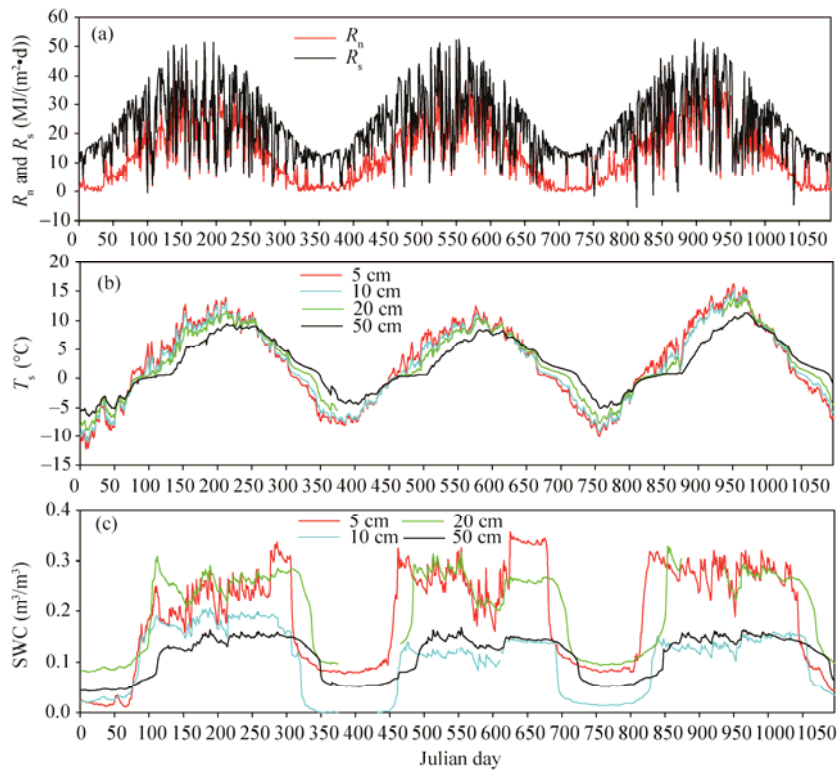 (a)
R_n
R_s
R_n and R_s (MJ/(m²•d))
60
50
40
30
20
10
0
−10
0 50 100 150 200 250 300 350 400 450 500 550 600 650 700 750 800 850 900 950 1000 1050
(b)
5 cm
10 cm
20 cm
50 cm
T_s (°C)
20
15
10
5
0
−5
−10
−15
0 50 100 150 200 250 300 350 400 450 500 550 600 650 700 750 800 850 900 950 1000 1050
(c)
5 cm 20 cm
10 cm 50 cm
SWC (m³/m³)
0.4
0.3
0.2
0.1
0.0
0 50 100 150 200 250 300 350 400 450 500 550 600 650 700 750 800 850 900 950 1000 1050
Julian day